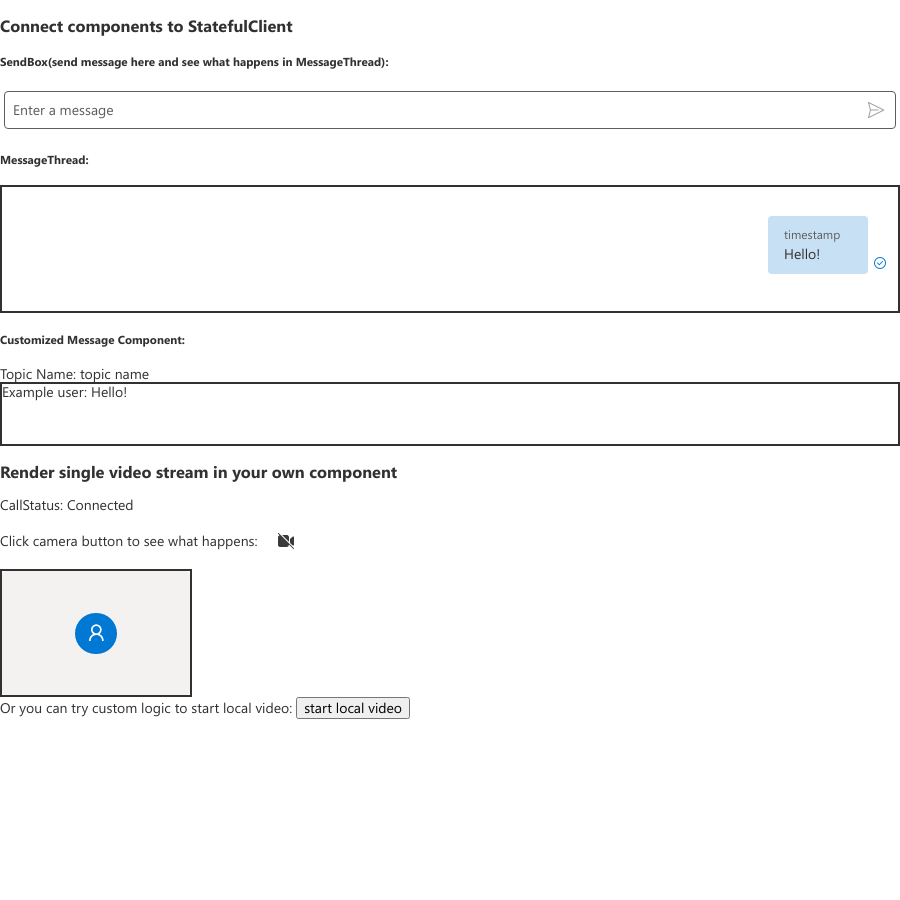 Connect components to StatefulClient
SendBox(send message here and see what happens in MessageThread):
Enter a message
MessageThread:
timestamp
Hello!
Customized Message Component:
Topic Name: topic name
Example user: Hello!
Render single video stream in your own component
CallStatus: Connected
Click camera button to see what happens:
Or you can try custom logic to start local video: start local video